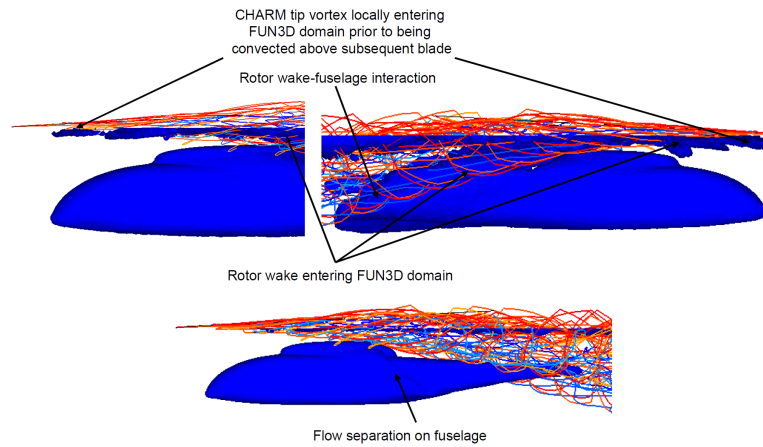 CHARM tip vortex locally entering
FUN3D domain prior to being
convected above subsequent blade
Rotor wake-fuselage interaction
Rotor wake entering FUN3D domain
Flow separation on fuselage